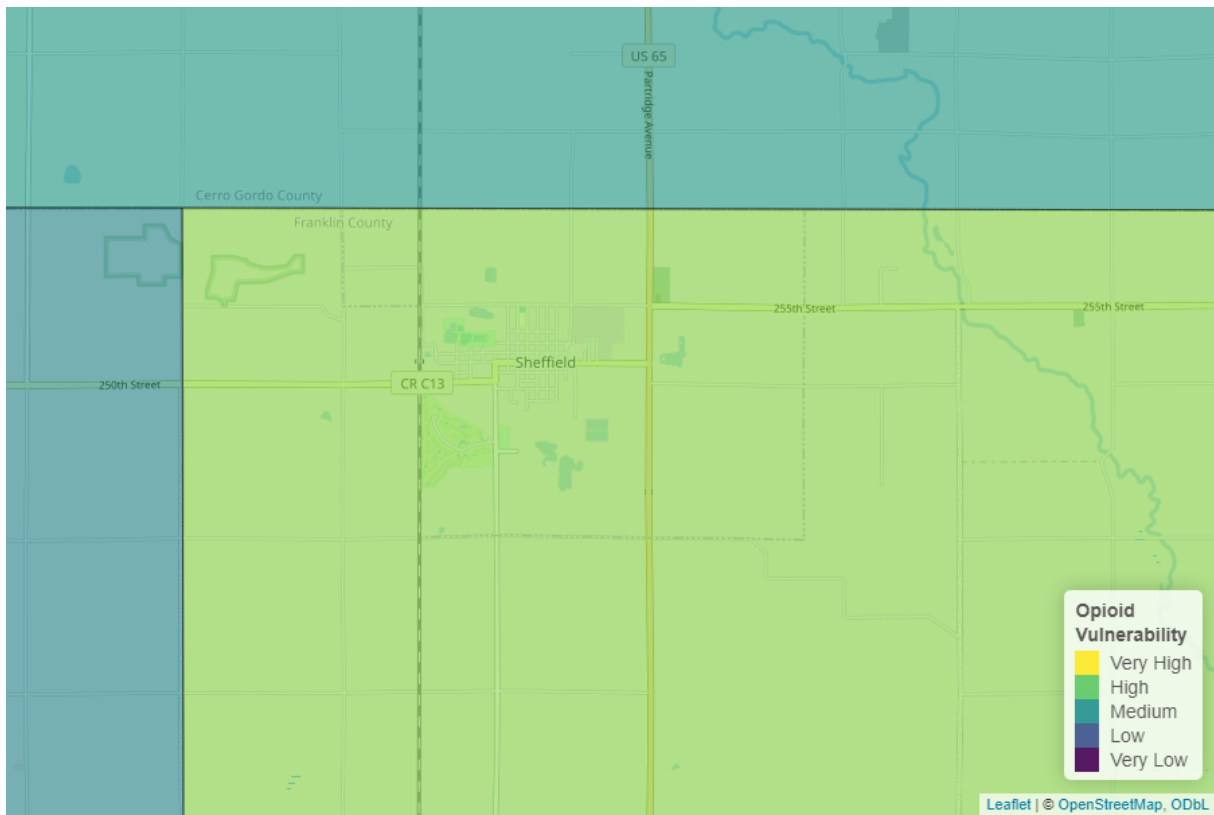 US 65
Partridge Avenue
Cerro Gordo County
Franklin County
255th Street
255th Street
Sheffield
250th Street
CR C13
Opioid
Vulnerability
Very High
High
Medium
Low
Very Low
Leaflet | © OpenStreetMap, ODbL